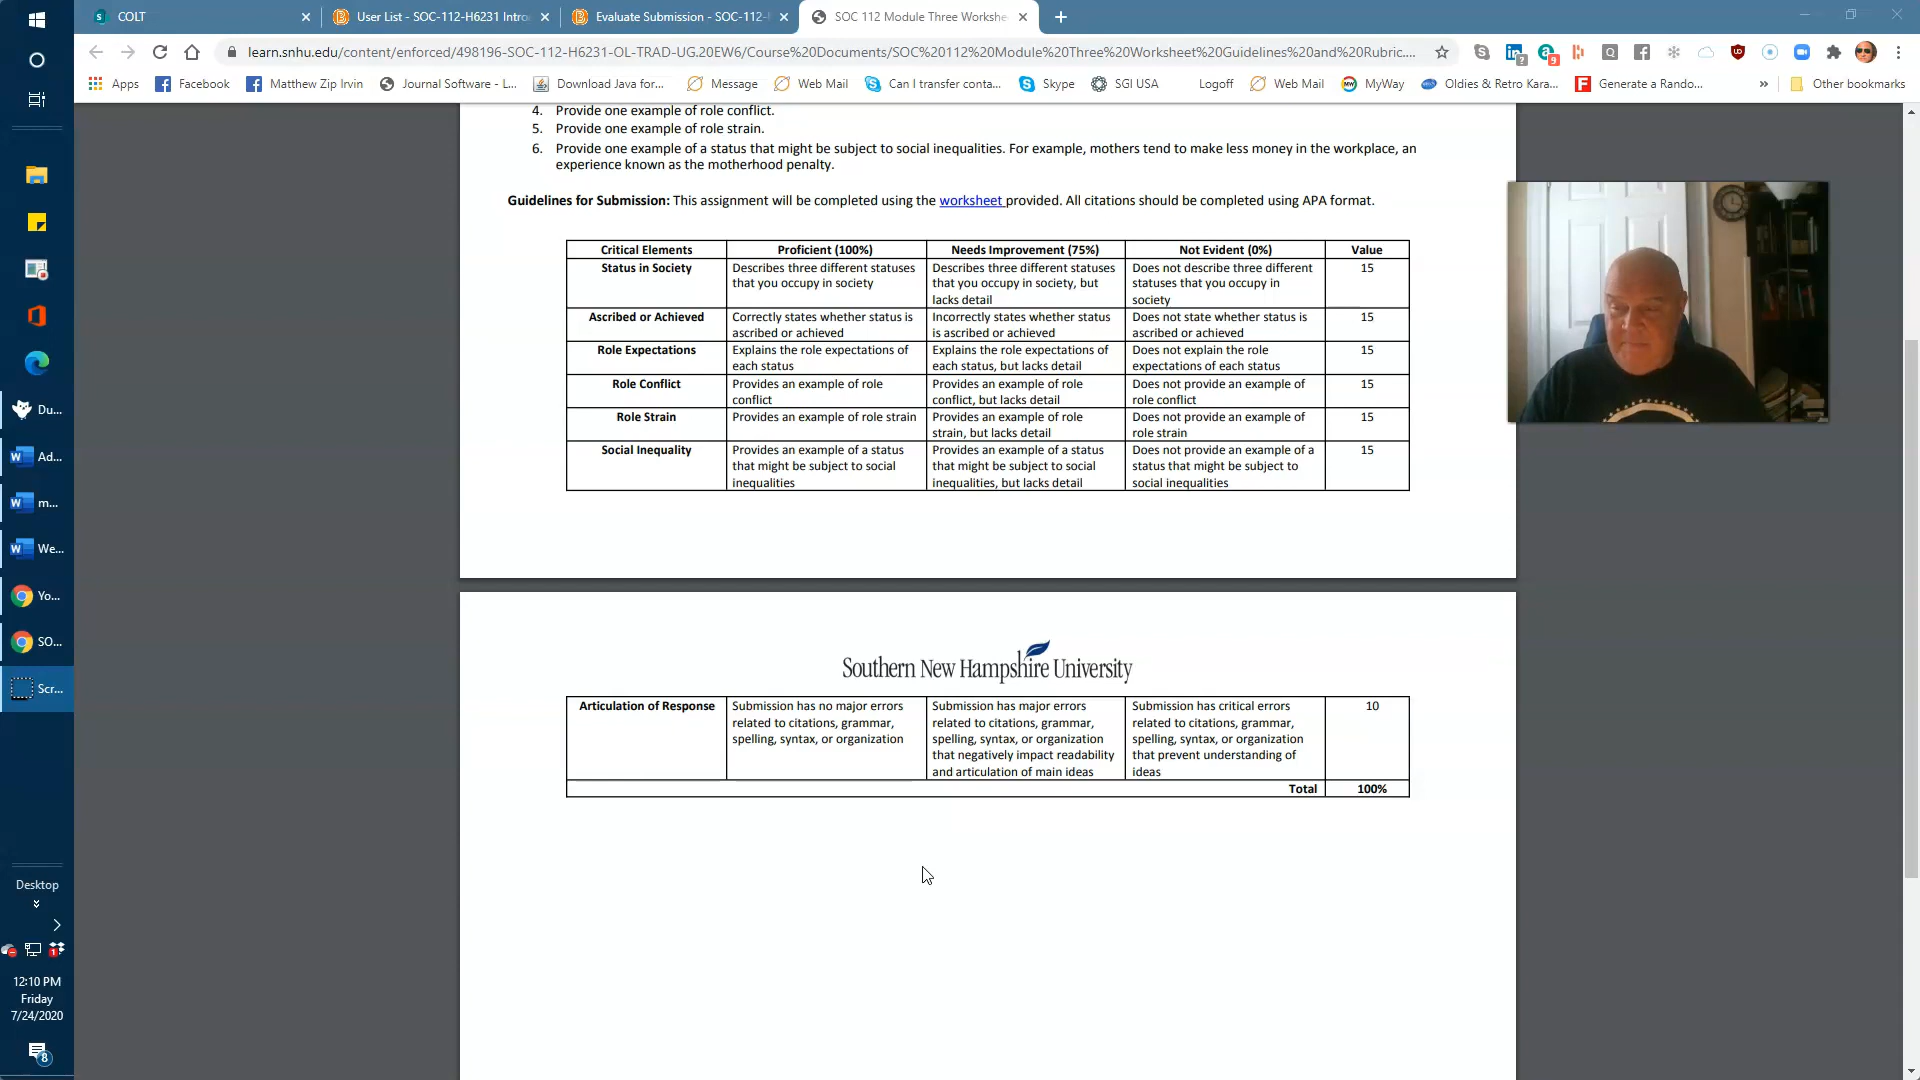 COLT
User List - SOC-112-H6231 Intro
Evaluate Submission - SOC-112-
SOC 112 Module Three Workshe
learn.snhu.edu/content/enforced/498196-SOC-112-H6231-OL-TRAD-UG.20EW6/Course%20Documents/SOC%20112%20Module%20Three%20Worksheet%20Guidelines%20and%20Rubric....
Apps Facebook Matthew Zip Irvin Journal Software - L... Download Java for... Message Web Mail Can I transfer conta... Skype SGI USA Logoff Web Mail MyWay Oldies & Retro Kara... Generate a Rando... » Other bookmarks
4. Provide one example of role conflict.
5. Provide one example of role strain.
6. Provide one example of a status that might be subject to social inequalities. For example, mothers tend to make less money in the workplace, an
experience known as the motherhood penalty.
Guidelines for Submission: This assignment will be completed using the worksheet provided. All citations should be completed using APA format.
Critical Elements Proficient (100%) Needs Improvement (75%) Not Evident (0%) Value
Status in Society Describes three different statuses Describes three different statuses Does not describe three different 15
that you occupy in society that you occupy in society, but statuses that you occupy in
lacks detail society
Ascribed or Achieved Correctly states whether status is Incorrectly states whether status Does not state whether status is 15
ascribed or achieved is ascribed or achieved ascribed or achieved
Role Expectations Explains the role expectations of Explains the role expectations of Does not explain the role 15
each status each status, but lacks detail expectations of each status
Role Conflict Provides an example of role Provides an example of role Does not provide an example of 15
conflict conflict, but lacks detail role conflict
Role Strain Provides an example of role strain Provides an example of role Does not provide an example of 15
strain, but lacks detail role strain
Social Inequality Provides an example of a status Provides an example of a status Does not provide an example of a 15
that might be subject to social that might be subject to social status that might be subject to
inequalities inequalities, but lacks detail social inequalities
Southern New Hampshire University
Articulation of Response Submission has no major errors Submission has major errors Submission has critical errors 10
related to citations, grammar, related to citations, grammar, related to citations, grammar,
spelling, syntax, or organization spelling, syntax, or organization spelling, syntax, or organization
that negatively impact readability that prevent understanding of
and articulation of main ideas ideas
Total 100%
Du...
Ad...
m...
We...
Yo...
SO...
Scr...
Desktop
12:10 PM
Friday
7/24/2020
8